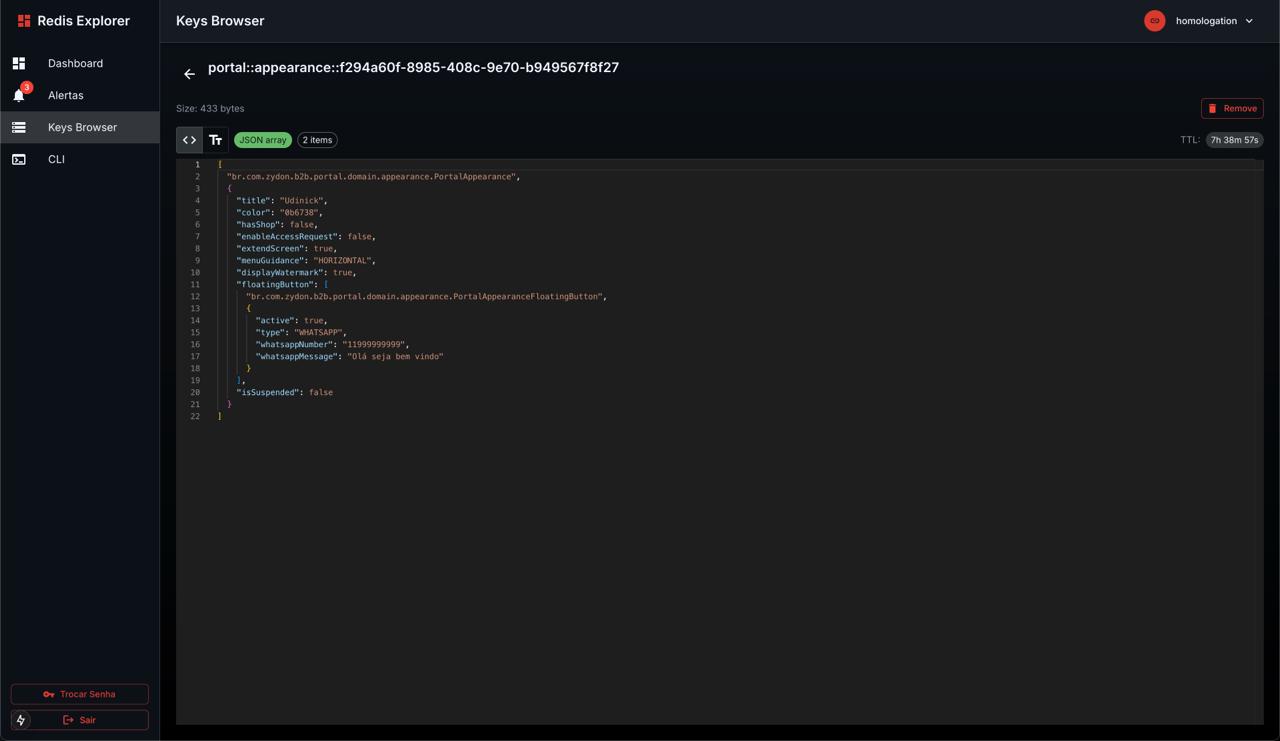 Redis Explorer
Keys Browser
homologation
Dashboard
3
Alertas
Keys Browser
CLI
portal::appearance::f294a60f-8985-408c-9e70-b949567f8f27
Size: 433 bytes
Remove
JSON array
2 items
TTL: 7h 38m 57s
1 [
2 "br.com.zydon.b2b.portal.domain.appearance.PortalAppearance",
3 {
4 "title": "Udinick",
5 "color": "0b6738",
6 "hasShop": false,
7 "enableAccessRequest": false,
8 "extendScreen": true,
9 "menuGuidance": "HORIZONTAL",
10 "displayWatermark": true,
11 "floatingButton": [
12 "br.com.zydon.b2b.portal.domain.appearance.PortalAppearanceFloatingButton",
13 {
14 "active": true,
15 "type": "WHATSAPP",
16 "whatsappNumber": "11999999999",
17 "whatsappMessage": "Olá seja bem vindo"
18 }
19 ],
20 "isSuspended": false
21 }
22 ]
Trocar Senha
Sair